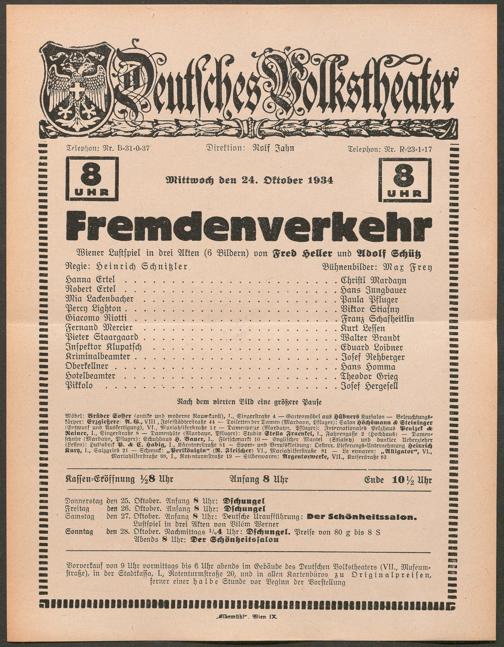 Deutsches Volkstheater
Telephon: Nr. B-31-0-37 Direktion: Rolf Jahn Telephon: Nr. R-23-1-17
8 UHR Mittwoch den 24. Oktober 1934 8 UHR
Fremdenverkehr
Wiener Lustspiel in drei Akten (6 Bildern) von Fred Heller und Adolf Schütz
Regie: Heinrich Schnitzler Bühnenbilder: Max Frey
Hanna Ertel . . . Christl Mardayn
Robert Ertel . . . Hans Jungbauer
Mia Lackenbacher . . . Paula Pfluger
Percy Lighton . . . Viktor Stiasny
Giacomo Riotti . . . Franz Schafheitlin
Fernand Mercier . . . Kurt Lessen
Pieter Staargaard . . . Walter Brandt
Inspektor Klupatsch . . . Eduard Loibner
Kriminalbeamter . . . Josef Rehberger
Oberkellner . . . Hans Homma
Hotelbeamter . . . Theodor Grieg
Pikkolo . . . Josef Hergesell
Nach dem vierten Bild eine größere Pause
Kassen-Eröffnung ½8 Uhr Anfang 8 Uhr Ende 10½ Uhr
Donnerstag den 25. Oktober. Anfang 8 Uhr: Dschungel
Freitag den 26. Oktober. Anfang 8 Uhr: Dschungel
Samstag den 27. Oktober. Anfang 8 Uhr: Deutsche Uraufführung: Der Schönheitssalon.
Lustspiel in drei Akten von Vilém Werner
Sonntag den 28. Oktober. Nachmittags ½4 Uhr: Dschungel. Preise von 80 g bis 8 S
Abends 8 Uhr: Der Schönheitssalon
Vorverkauf von 9 Uhr vormittags bis 6 Uhr abends im Gebäude des Deutschen Volkstheaters (VII., Museum-
straße), in der Stadtkassa, I., Rotenturmstraße 20, und in allen Kartenbüros zu Originalpreisen,
ferner eine halbe Stunde vor Beginn der Vorstellung
„Elbemühl“, Wien IX.